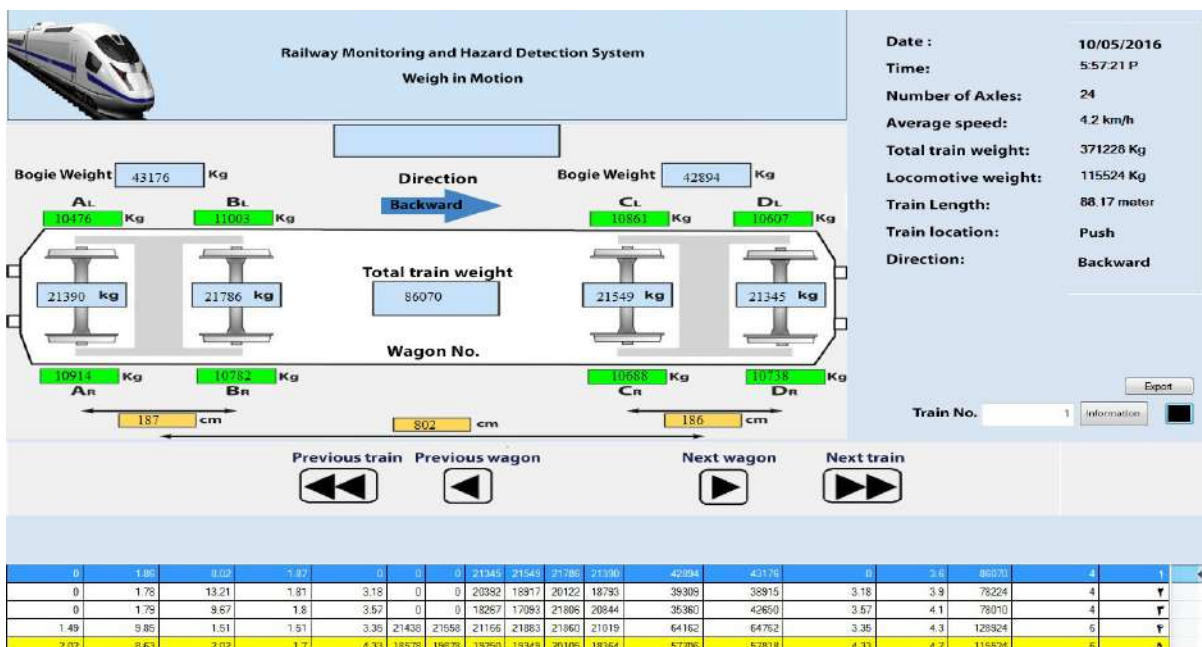 Railway Monitoring and Hazard Detection System
Weigh in Motion
Date : 10/05/2016
Time: 5:57:21 P
Number of Axles: 24
Average speed: 4.2 km/h
Total train weight: 371228 Kg
Locomotive weight: 115524 Kg
Train Length: 88.17 meter
Train location: Push
Direction: Backward
Bogie Weight 43176 Kg
Direction
Backward
Bogie Weight 42894 Kg
AL BL CL DL
10476 Kg 11003 Kg 10861 Kg 10607 Kg
Total train weight
21390 kg 21786 kg 86070 21549 kg 21345 kg
Wagon No.
10914 Kg 10782 Kg 10688 Kg 10738 Kg
AR BR CR DR
187 cm 802 cm 186 cm
Export
Train No. 1 Information
Previous train Previous wagon Next wagon Next train
0 1.86 8.02 1.87 0 0 0 21345 21549 21786 21390 42894 43176 0 3.6 86070 4 1
0 1.78 13.21 1.81 3.18 0 0 20392 18917 20122 18793 39309 38915 3.18 3.9 78224 4 ۲
0 1.79 9.67 1.8 3.57 0 0 18267 17093 21806 20844 35360 42650 3.57 4.1 78010 4 ۳
1.49 9.85 1.51 1.51 3.35 21438 21558 21166 21883 21860 21019 64162 64762 3.35 4.3 128924 6 ۴